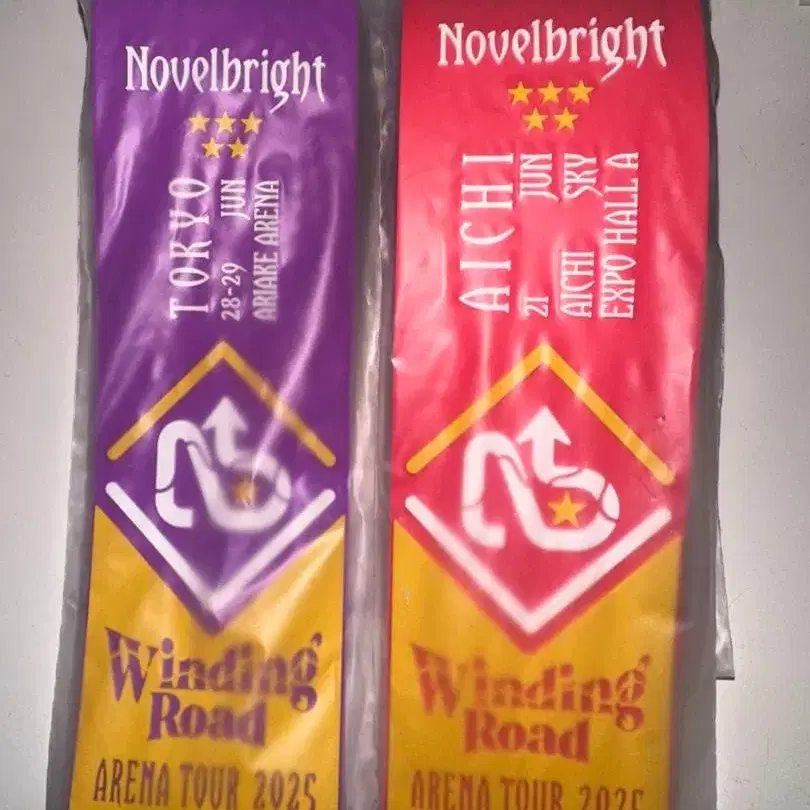 Novelbright
TOKYO
28-29 JUN
ARIAKE ARENA
Winding
Road
ARENA TOUR 2025
Novelbright
AICHI
21 JUN
AICHI SKY
EXPO HALL A
Winding
Road
ARENA TOUR 2025